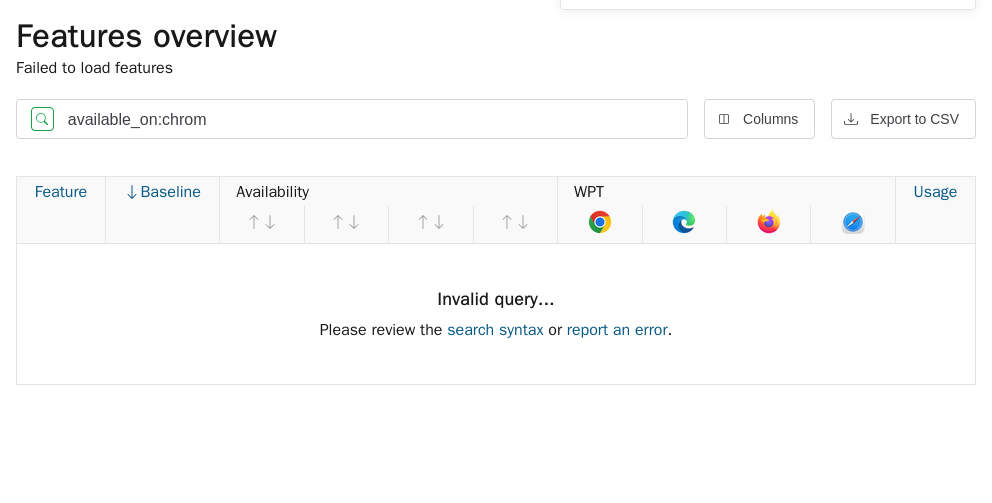 Features overview
Failed to load features
available_on:chrom
Columns
Export to CSV
Feature
Baseline
Availability
WPT
Usage
Invalid query...
Please review the search syntax or report an error.